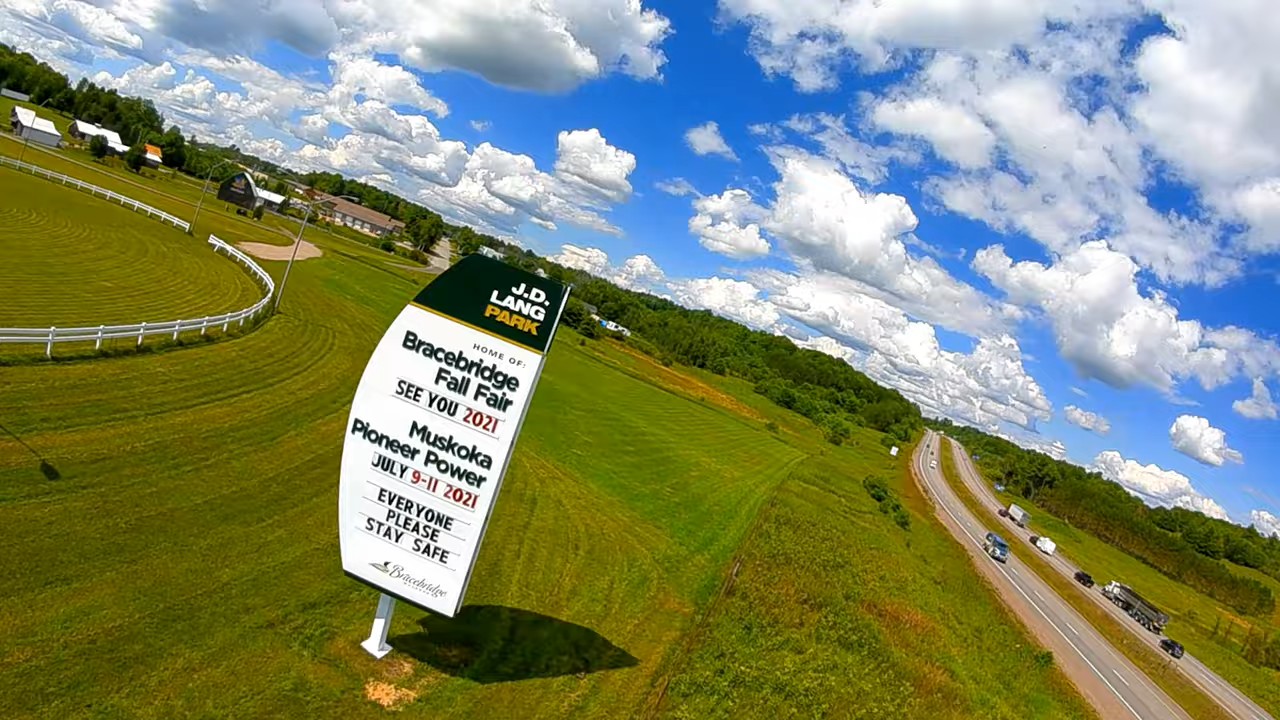 J.D.
LANG
PARK
HOME OF:
Bracebridge
Fall Fair
SEE YOU 2021
Muskoka
Pioneer Power
JULY 9-11 2021
EVERYONE
PLEASE
STAY SAFE
Bracebridge